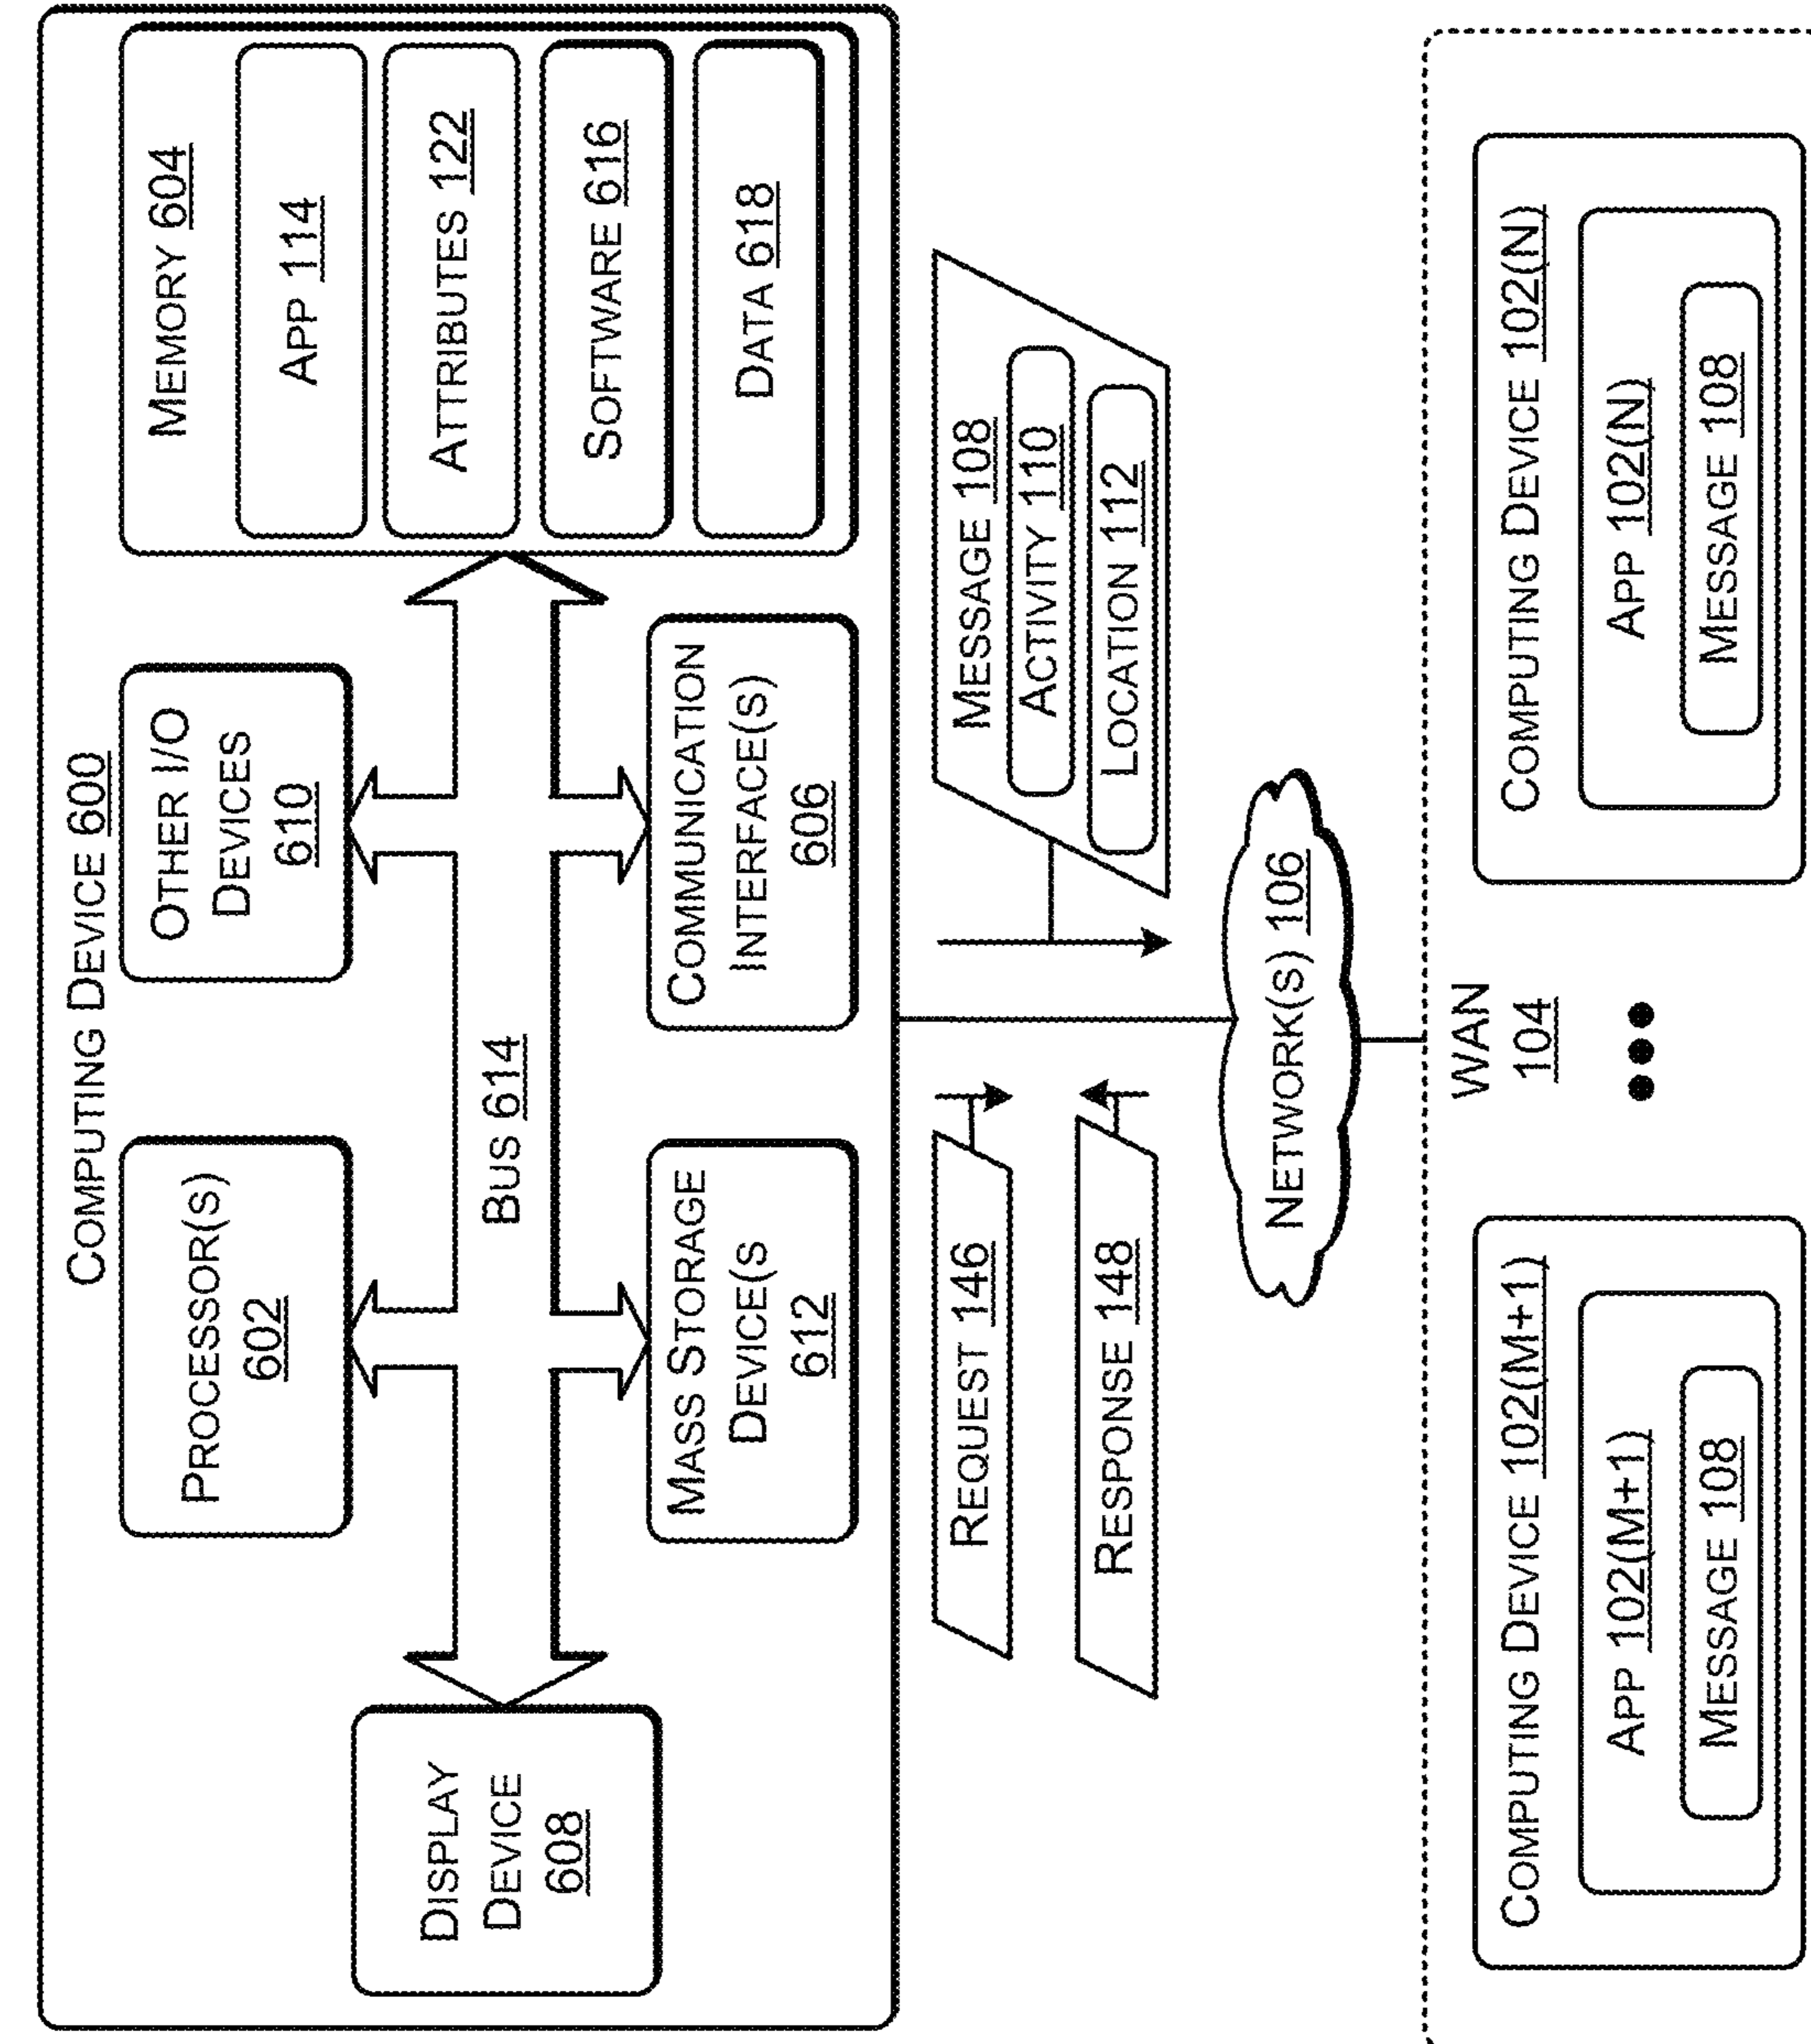 COMPUTING DEVICE 600
PROCESSOR(S)
602
OTHER I/O
DEVICES
610
MEMORY 604
APP 114
ATTRIBUTES 122
SOFTWARE 616
DATA 618
DISPLAY
DEVICE
608
BUS 614
MASS STORAGE
DEVICE(S
612
COMMUNICATION
INTERFACE(S)
606
REQUEST 146
RESPONSE 148
MESSAGE 108
ACTIVITY 110
LOCATION 112
NETWORK(S) 106
WAN
104
COMPUTING DEVICE 102(M+1)
APP 102(M+1)
MESSAGE 108
COMPUTING DEVICE 102(N)
APP 102(N)
MESSAGE 108